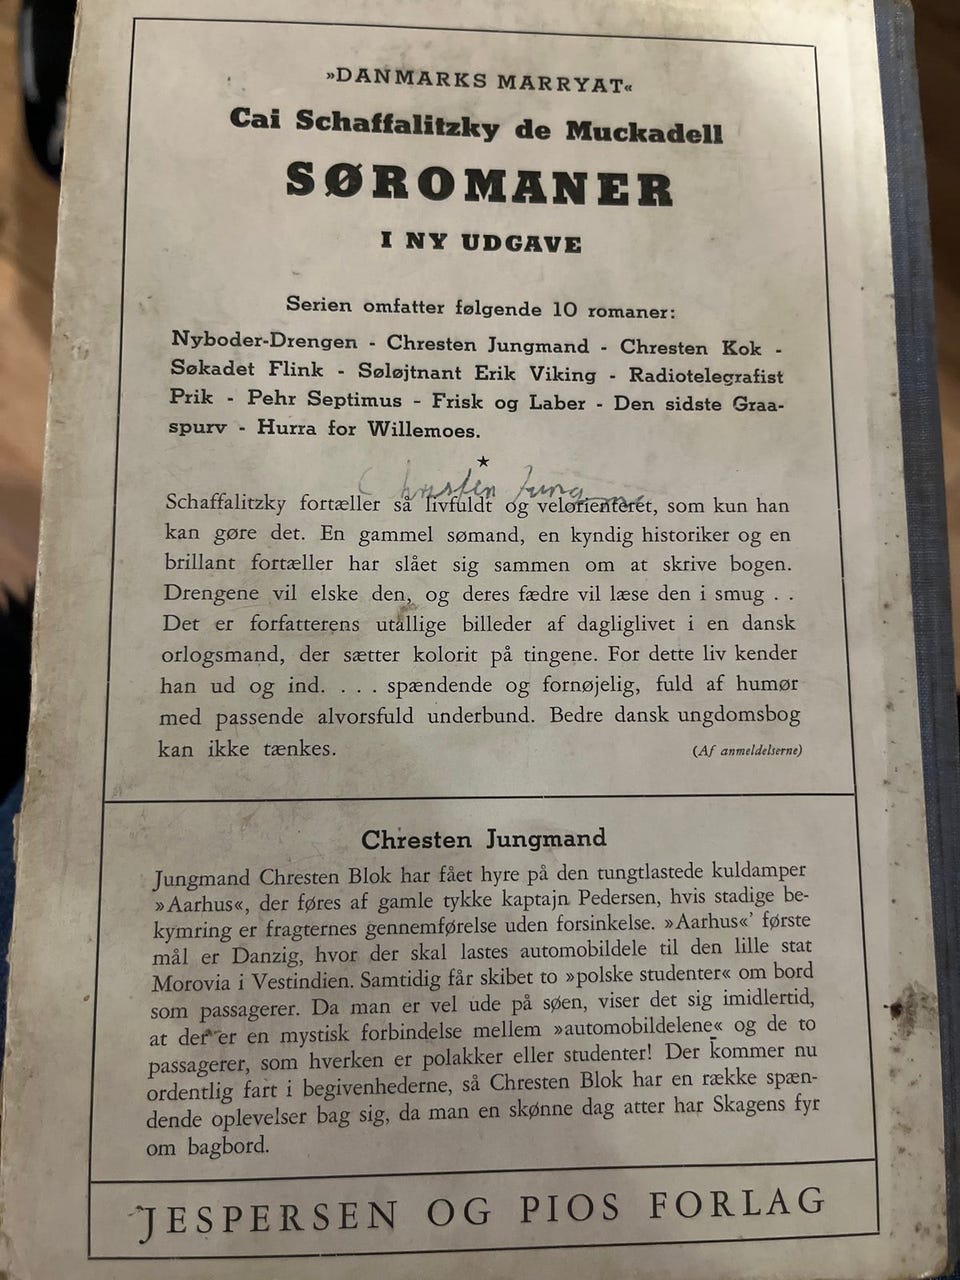 »DANMARKS MARRYAT«
Cai Schaffalitzky de Muckadell
SØROMANER
I NY UDGAVE
Serien omfatter følgende 10 romaner:
Nyboder-Drengen - Chresten Jungmand - Chresten Kok -
Søkadet Flink - Søløjtnant Erik Viking - Radiotelegrafist
Prik - Pehr Septimus - Frisk og Laber - Den sidste Graa-
spurv - Hurra for Willemoes.
★
Chresten Jung
Schaffalitzky fortæller så livfuldt og velorienteret, som kun han
kan gøre det. En gammel sømand, en kyndig historiker og en
brillant fortæller har slået sig sammen om at skrive bogen.
Drengene vil elske den, og deres fædre vil læse den i smug . .
Det er forfatterens utallige billeder af dagliglivet i en dansk
orlogsmand, der sætter kolorit på tingene. For dette liv kender
han ud og ind. . . . spændende og fornøjelig, fuld af humør
med passende alvorsfuld underbund. Bedre dansk ungdomsbog
kan ikke tænkes. (Af anmeldelserne)
Chresten Jungmand
Jungmand Chresten Blok har fået hyre på den tungtlastede kuldamper
»Aarhus«, der føres af gamle tykke kaptajn Pedersen, hvis stadige be-
kymring er fragternes gennemførelse uden forsinkelse. »Aarhus«' første
mål er Danzig, hvor der skal lastes automobildele til den lille stat
Morovia i Vestindien. Samtidig får skibet to »polske studenter« om bord
som passagerer. Da man er vel ude på søen, viser det sig imidlertid,
at der er en mystisk forbindelse mellem »automobildelene« og de to
passagerer, som hverken er polakker eller studenter! Der kommer nu
ordentlig fart i begivenhederne, så Chresten Blok har en række spæn-
dende oplevelser bag sig, da man en skønne dag atter har Skagens fyr
om bagbord.
JESPERSEN OG PIOS FORLAG